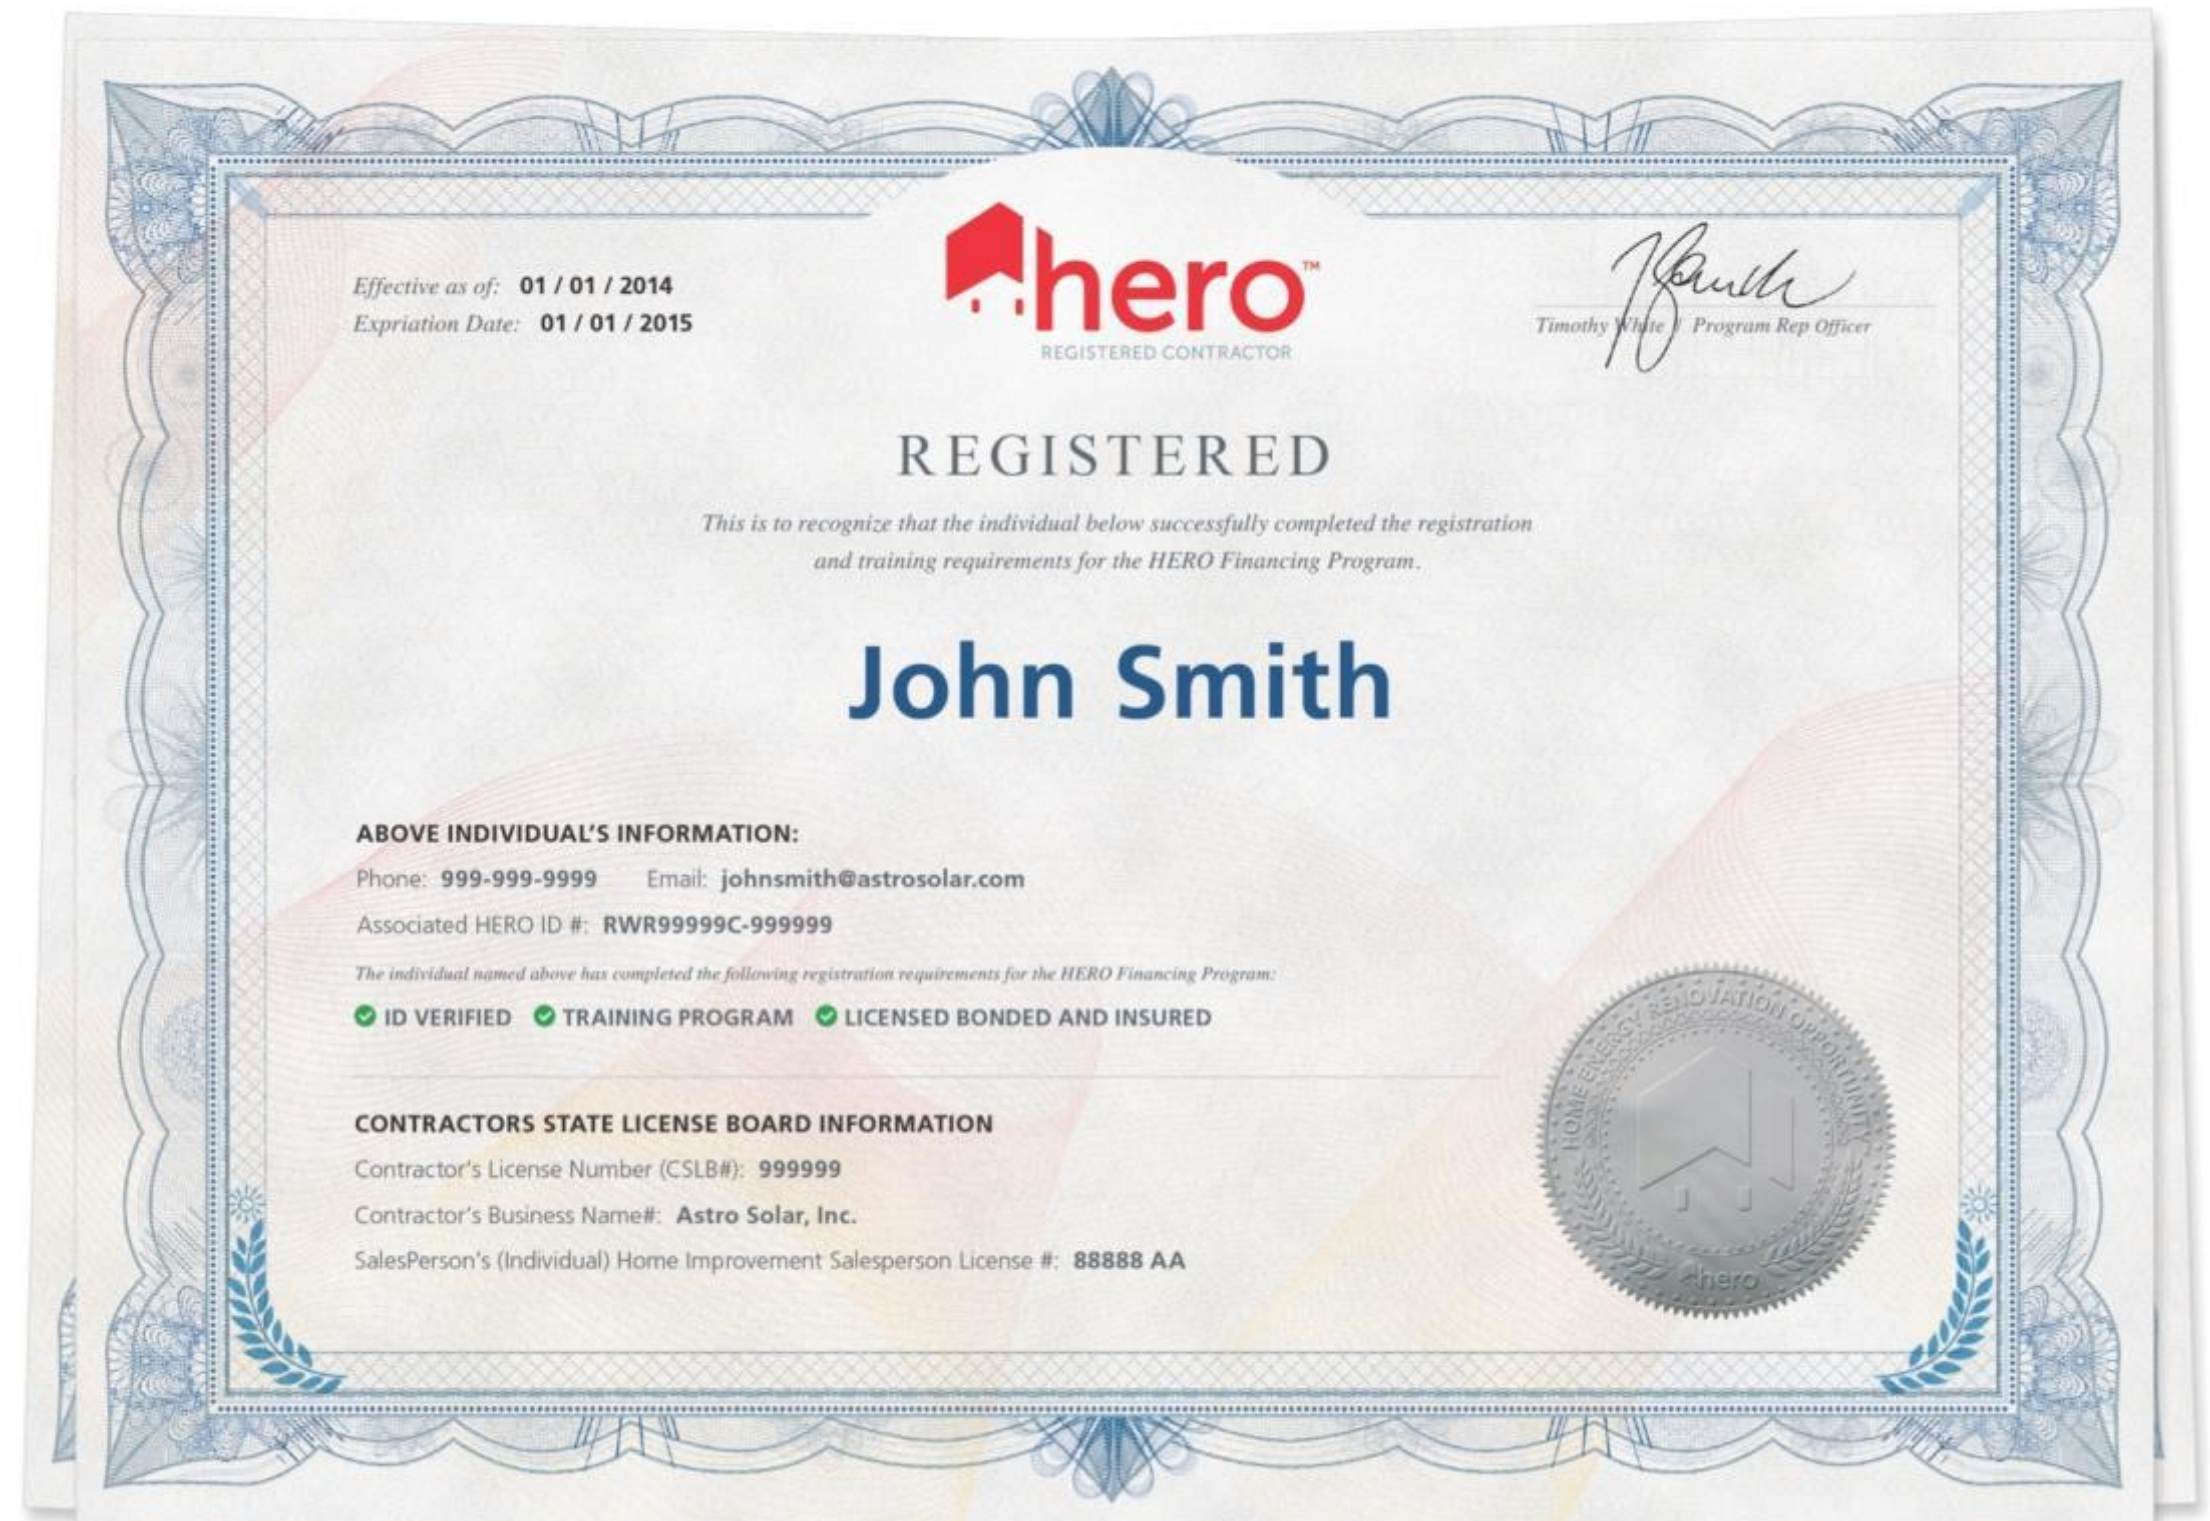 Effective as of: 01 / 01 / 2014
Expriation Date: 01 / 01 / 2015
hero™
REGISTERED CONTRACTOR
Timothy White / Program Rep Officer
REGISTERED
This is to recognize that the individual below successfully completed the registration
and training requirements for the HERO Financing Program.
John Smith
ABOVE INDIVIDUAL'S INFORMATION:
Phone: 999-999-9999 Email: johnsmith@astrosolar.com
Associated HERO ID #: RWR99999C-999999
The individual named above has completed the following registration requirements for the HERO Financing Program:
ID VERIFIED TRAINING PROGRAM LICENSED BONDED AND INSURED
CONTRACTORS STATE LICENSE BOARD INFORMATION
Contractor's License Number (CSLB#): 999999
Contractor's Business Name#: Astro Solar, Inc.
SalesPerson's (Individual) Home Improvement Salesperson License #: 88888 AA
HOME ENERGY RENOVATION OPPORTUNITY
hero